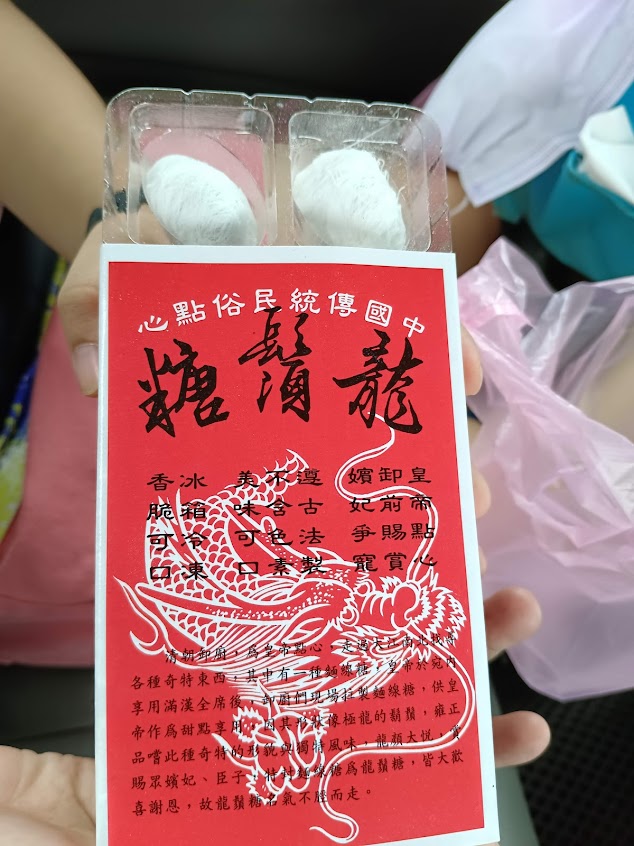 中國傳統民俗點心
龍鬚糖
皇帝點心
卸前賜賞
嬪妃爭寵
遵古法製
不含色素
美味可口
冰箱冷凍
香脆可口
清朝卸廚，爲皇帝點心，走過大江南北找尋
各種奇特東西，其中有一種麵線糖，皇帝於宛內
享用滿漢全席後，卸廚們現場拉製麵線糖，供皇
帝作爲甜點享用，因其形狀像極龍的鬍鬚，雍正
品嚐此種奇特的形貌與獨特風味，龍顏大悅，賞
賜眾嬪妃、臣子，特封麵線糖爲龍鬚糖，皆大歡
喜謝恩，故龍鬚糖名氣不脛而走。